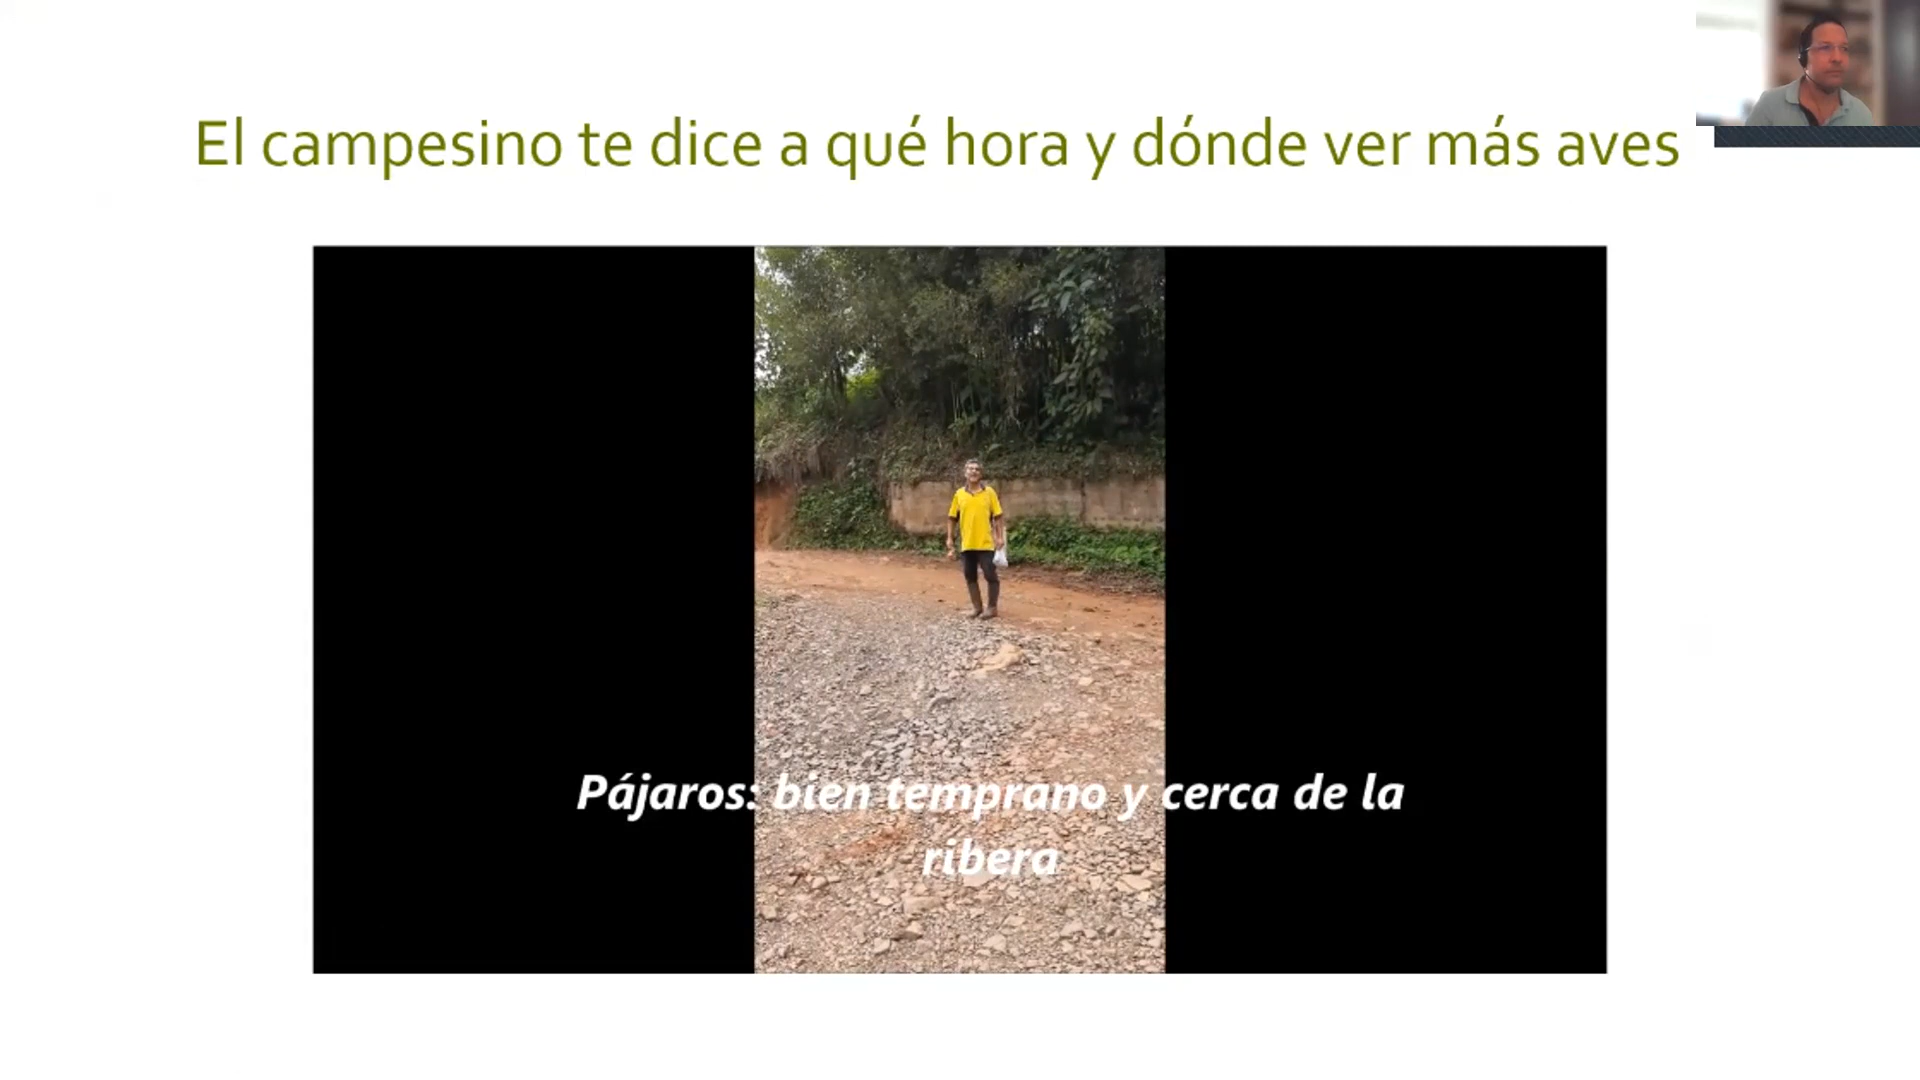 El campesino te dice a qué hora y dónde ver más aves
Pájaros: bien temprano y cerca de la
ribera